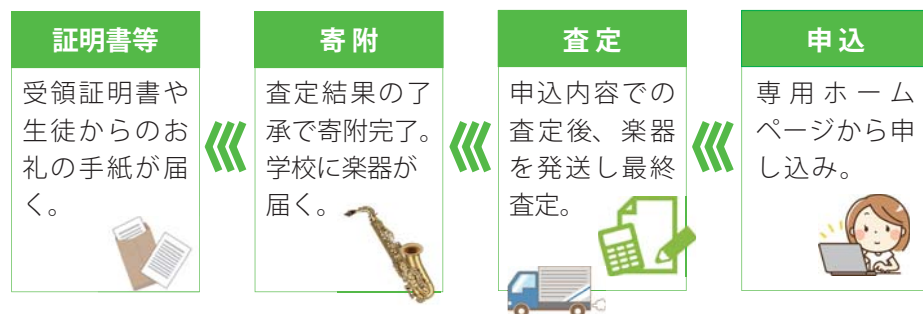 申込
専用ホーム
ページから申
し込み。
査定
申込内容での
査定後、楽器
を発送し最終
査定。
寄附
査定結果の了
承で寄附完了。
学校に楽器が
届く。
証明書等
受領証明書や
生徒からのお
礼の手紙が届
く。